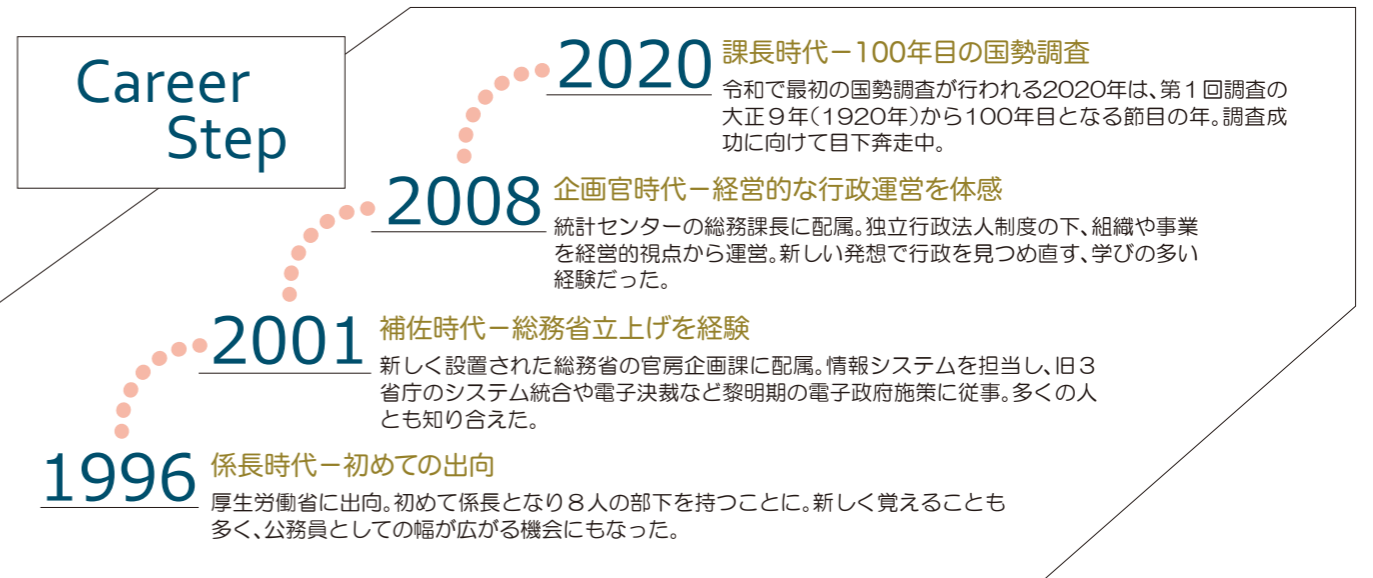 Career
Step
2020
課長時代－100年目の国勢調査
令和で最初の国勢調査が行われる2020年は、第１回調査の
大正９年（1920年）から100年目となる節目の年。調査成
功に向けて目下奔走中。
2008
企画官時代－経営的な行政運営を体感
統計センターの総務課長に配属。独立行政法人制度の下、組織や事業
を経営的視点から運営。新しい発想で行政を見つめ直す、学びの多い
経験だった。
2001
補佐時代－総務省立上げを経験
新しく設置された総務省の官房企画課に配属。情報システムを担当し、旧３
省庁のシステム統合や電子決裁など黎明期の電子政府施策に従事。多くの人
とも知り合えた。
1996
係長時代－初めての出向
厚生労働省に出向。初めて係長となり８人の部下を持つことに。新しく覚えることも
多く、公務員としての幅が広がる機会にもなった。